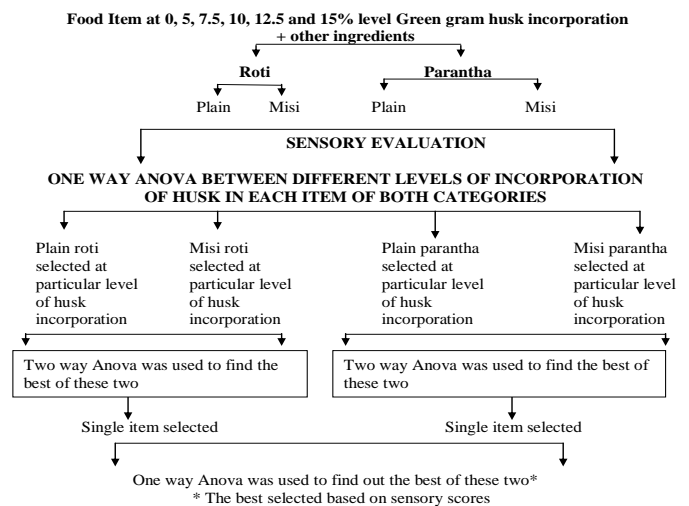 Food Item at 0, 5, 7.5, 10, 12.5 and 15% level Green gram husk incorporation
+ other ingredients
Roti Parantha
Plain Misi Plain Misi
SENSORY EVALUATION
ONE WAY ANOVA BETWEEN DIFFERENT LEVELS OF INCORPORATION
OF HUSK IN EACH ITEM OF BOTH CATEGORIES
Plain roti
selected at
particular level
of husk
incorporation
Misi roti
selected at
particular level
of husk
incorporation
Plain parantha
selected at
particular level
of husk
incorporation
Misi parantha
selected at
particular level
of husk
incorporation
Two way Anova was used to find the
best of these two
Two way Anova was used to find the best of
these two
Single item selected Single item selected
One way Anova was used to find out the best of these two*
* The best selected based on sensory scores